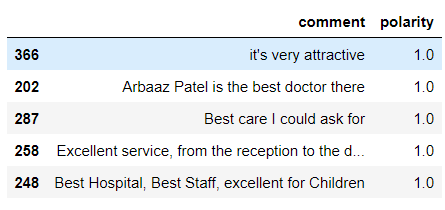 comment polarity
366 it's very attractive 1.0
202 Arbaaz Patel is the best doctor there 1.0
287 Best care I could ask for 1.0
258 Excellent service, from the reception to the d... 1.0
248 Best Hospital, Best Staff, excellent for Children 1.0